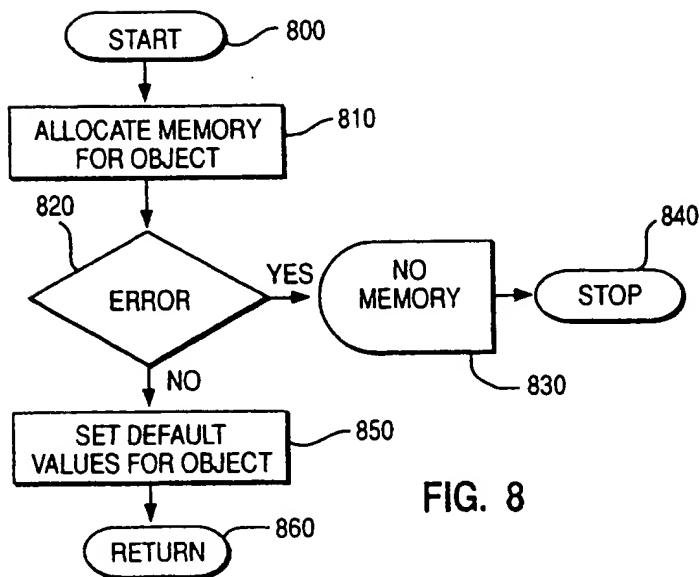 START
800
ALLOCATE MEMORY
FOR OBJECT
810
820
ERROR
YES
NO
MEMORY
830
STOP
840
NO
SET DEFAULT
VALUES FOR OBJECT
850
RETURN
860
FIG. 8